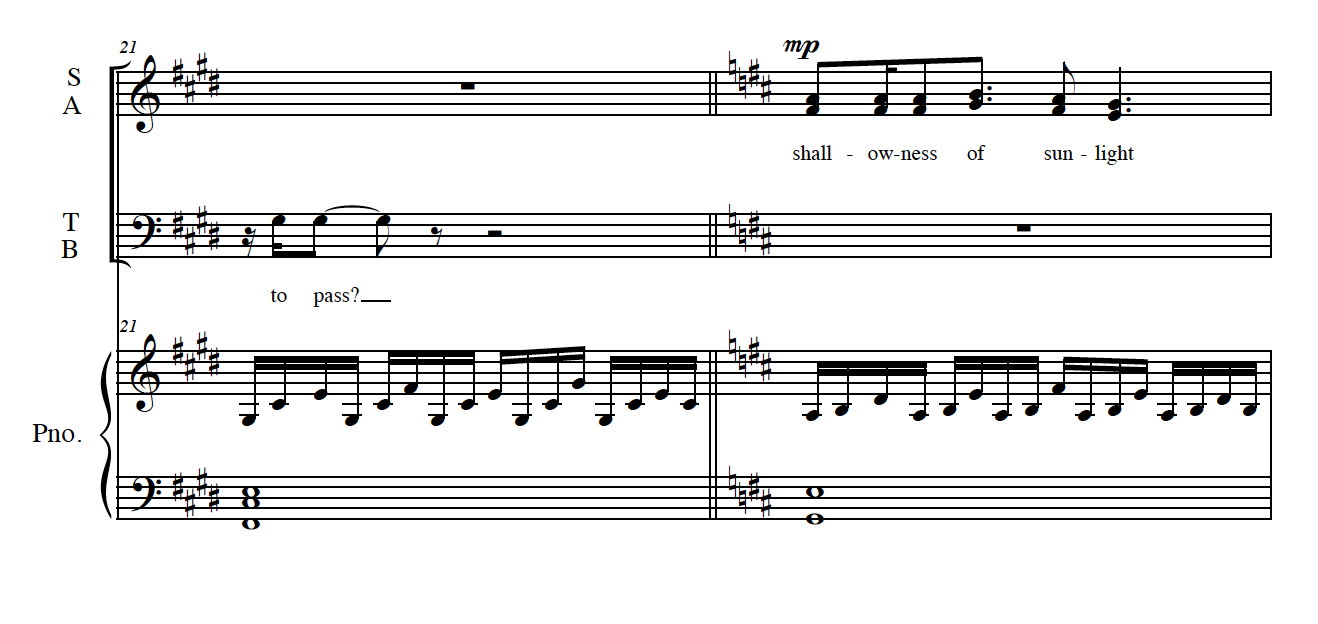 21
mp
S
A
shall - ow-ness of sun - light
T
B
to pass?
21
Pno.